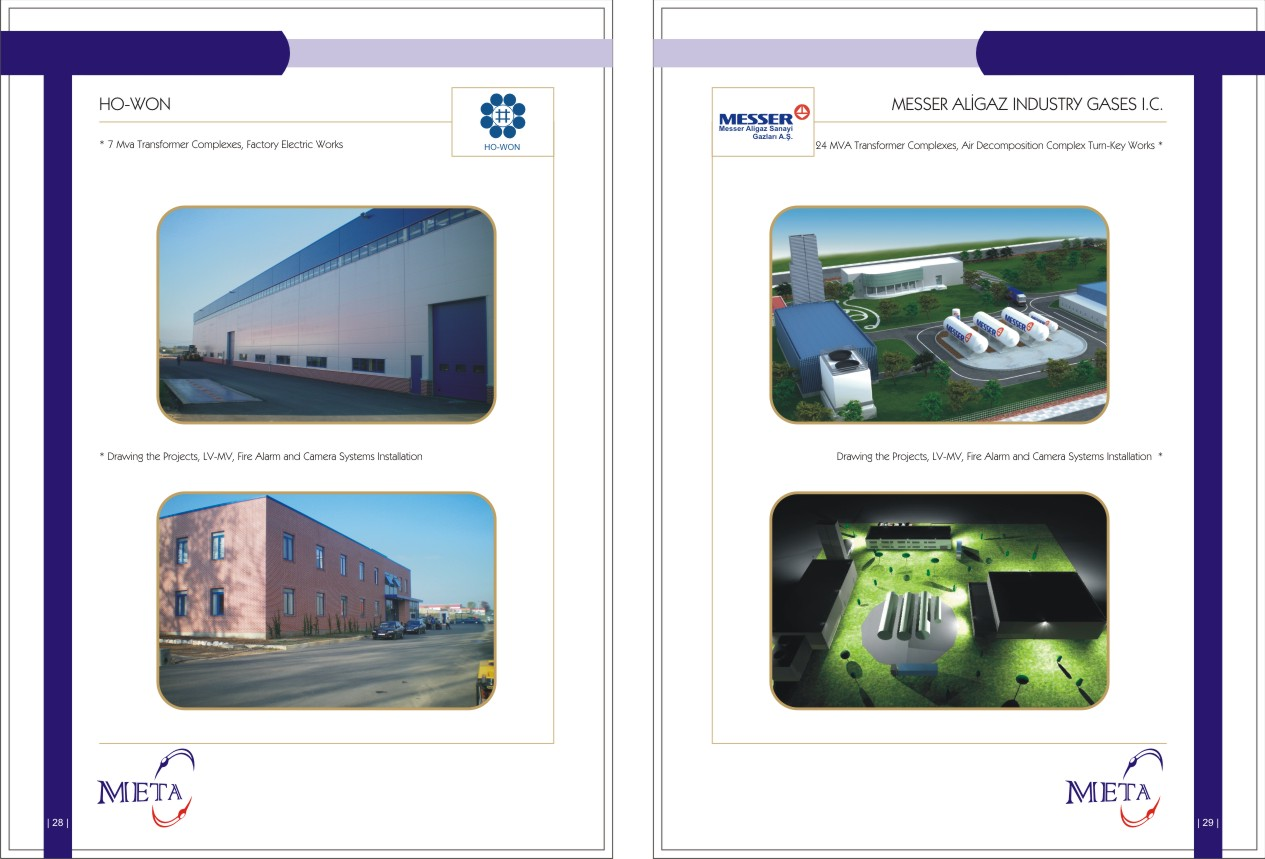 HO-WON
HO-WON
* 7 Mva Transformer Complexes, Factory Electric Works
* Drawing the Projects, LV-MV, Fire Alarm and Camera Systems Installation
META
| 28 |
MESSER ALİGAZ INDUSTRY GASES I.C.
MESSER
Messer Aligaz Sanayi
Gazları A.Ş.
24 MVA Transformer Complexes, Air Decomposition Complex Turn-Key Works *
MESSER
MESSER
MESSER
Drawing the Projects, LV-MV, Fire Alarm and Camera Systems Installation *
META
| 29 |